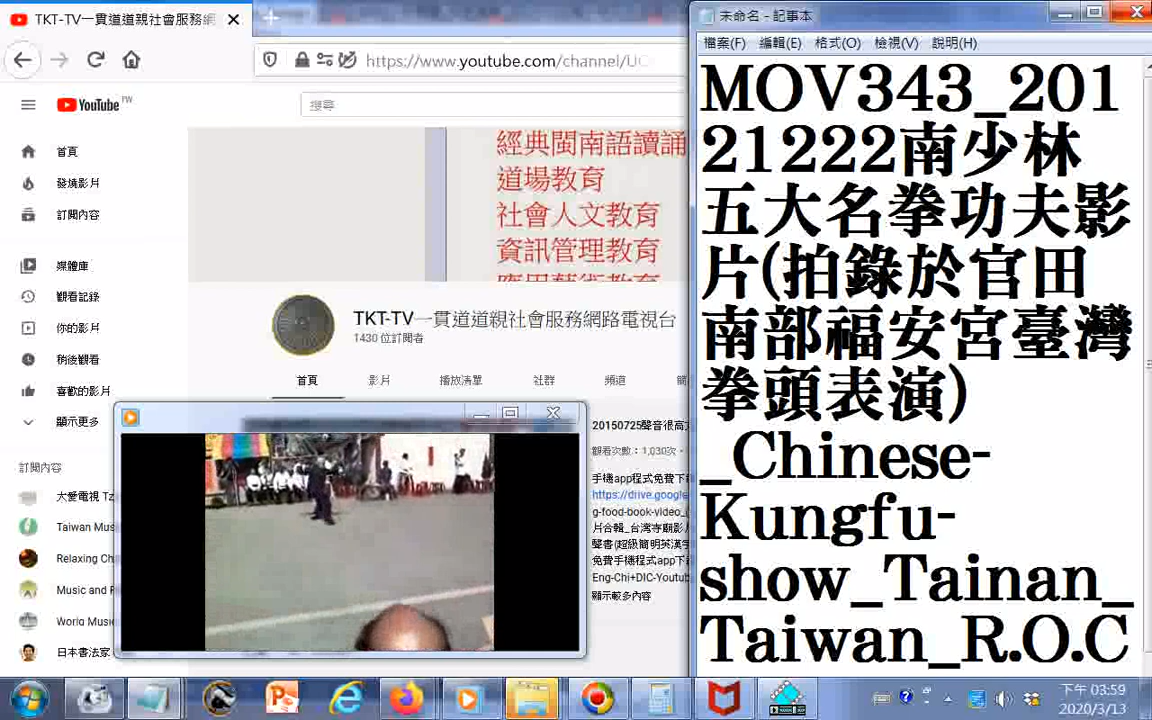 TKT-TV一貫道道親社會服務網
https://www.youtube.com/channel/UC
YouTube PW
搜尋
首頁
發燒影片
訂閱內容
媒體庫
觀看記錄
你的影片
稍後觀看
喜歡的影片
顯示更多
訂閱內容
大愛電視 Tz
Taiwan Mus
Relaxing Ch
Music and
World Music
日本書法家
經典閩南語讀誦
道場教育
社會人文教育
資訊管理教育
應用藝術教育
TKT-TV一貫道道親社會服務網路電視台
1430 位訂閱者
首頁 影片 播放清單 社群 頻道 簡
20150725聲音很高
觀看次數：1,030次
手機app程式免費下
https://drive.google
g-food-book-video_(
片合輯_台灣寺廟影
聲書(超級簡明英漢字
免費手機程式app下
Eng-Chi+DIC-Youtub
顯示較多內容
未命名 - 記事本
檔案(F) 編輯(E) 格式(O) 檢視(V) 說明(H)
MOV343_201
21222南少林
五大名拳功夫影
片(拍錄於官田
南部福安宮臺灣
拳頭表演)
_Chinese-
Kungfu-
show_Tainan_
Taiwan_R.O.C
下午 03:59
2020/3/13